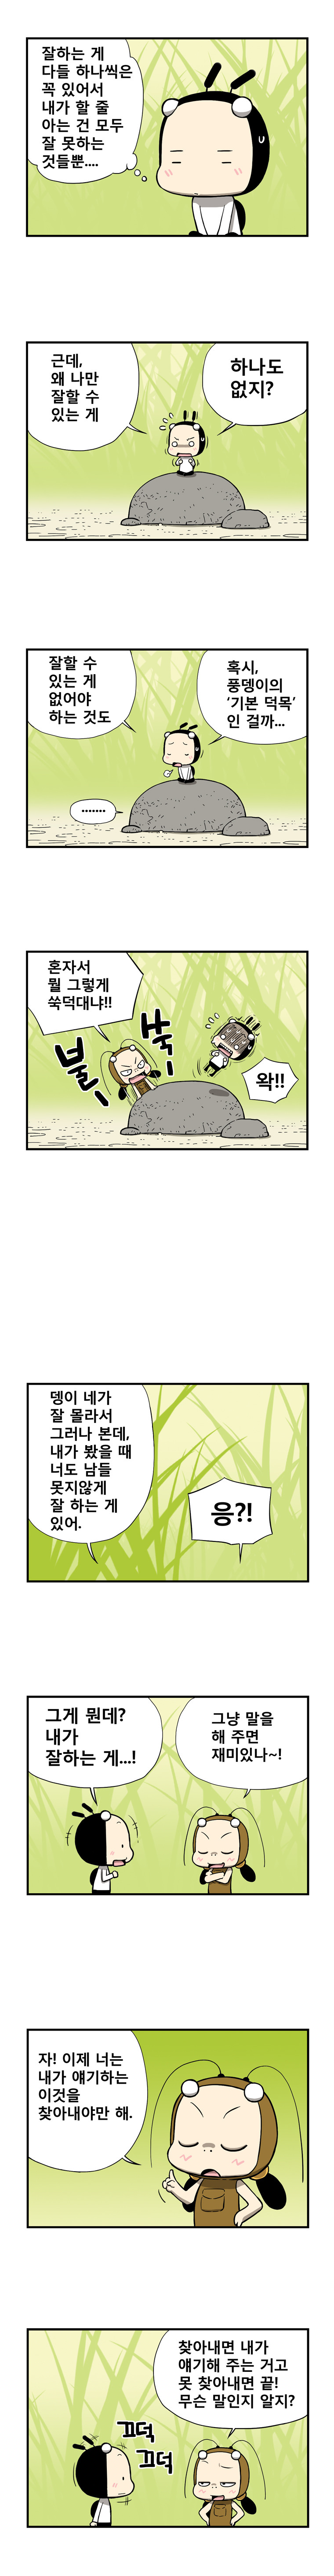 잘하는 게
다들 하나씩은
꼭 있어서
내가 할 줄
아는 건 모두
잘 못하는
것들뿐....
근데,
왜 나만
잘할 수
있는 게
하나도
없지?
잘할 수
있는 게
없어야
하는 것도
혹시,
풍뎅이의
‘기본 덕목’
인 걸까...
.......
혼자서
뭘 그렇게
쑥덕대냐!!
불
쑥
왁!!
뎅이 네가
잘 몰라서
그러나 본데,
내가 봤을 때
너도 남들
못지않게
잘 하는 게
있어.
응?!
그게 뭔데?
내가
잘하는 게...!
그냥 말을
해 주면
재미있나~!
자! 이제 너는
내가 얘기하는
이것을
찾아내야만 해.
찾아내면 내가
얘기해 주는 거고
못 찾아내면 끝!
무슨 말인지 알지?
끄덕
끄덕